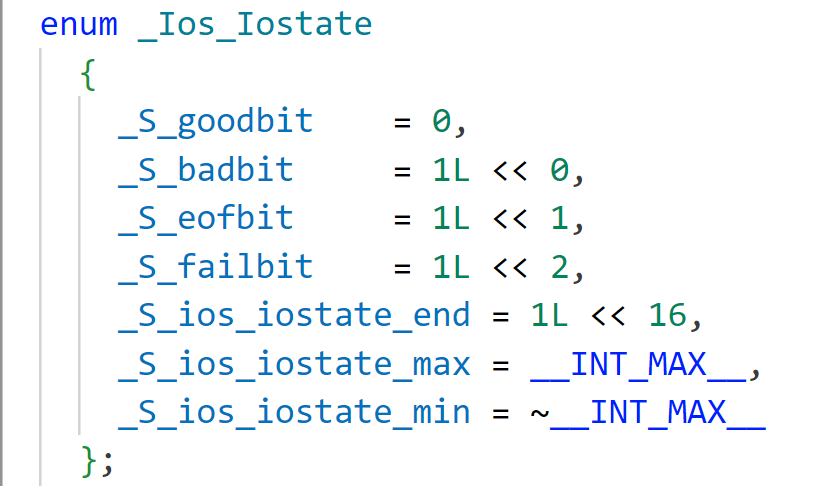 enum _Ios_Iostate
{
_S_goodbit = 0,
_S_badbit = 1L << 0,
_S_eofbit = 1L << 1,
_S_failbit = 1L << 2,
_S_ios_iostate_end = 1L << 16,
_S_ios_iostate_max = __INT_MAX__,
_S_ios_iostate_min = ~__INT_MAX__
};